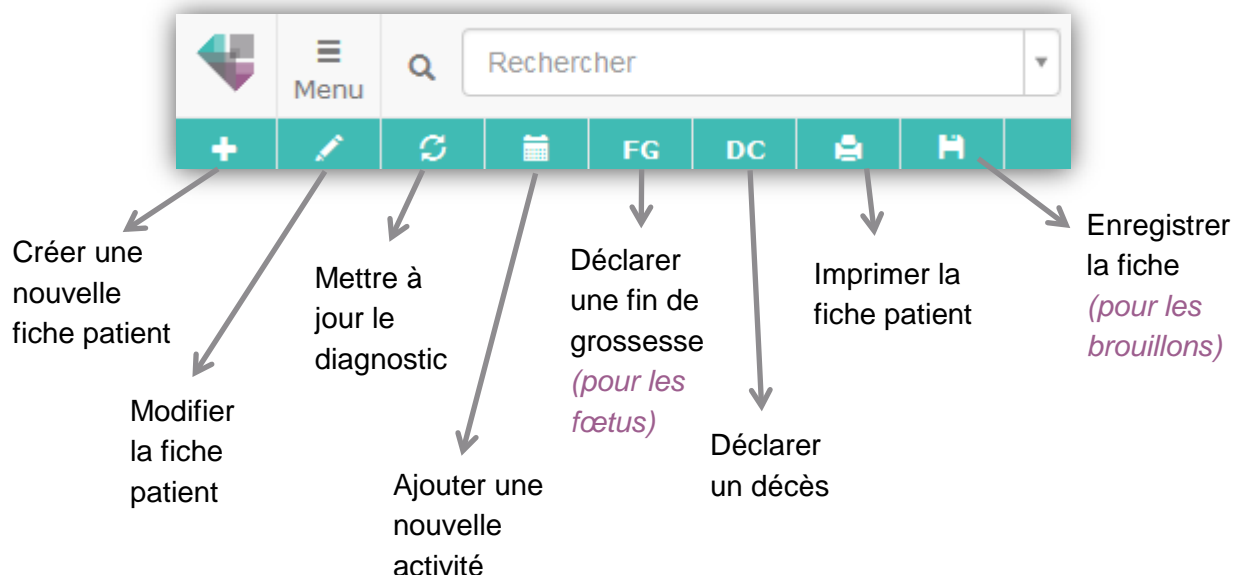 Menu
Rechercher
FG
DC
Créer une
nouvelle
fiche patient
Modifier
la fiche
patient
Mettre à
jour le
diagnostic
Ajouter une
nouvelle
activité
Déclarer
une fin de
grossesse
(pour les
fœtus)
Déclarer
un décès
Imprimer la
fiche patient
Enregistrer
la fiche
(pour les
brouillons)